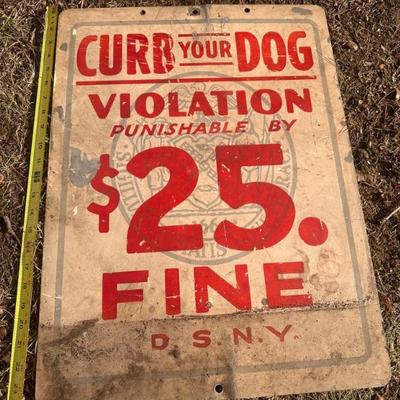 CURB YOUR DOG
VIOLATION
PUNISHABLE BY
$25.
FINE
D.S.N.Y.